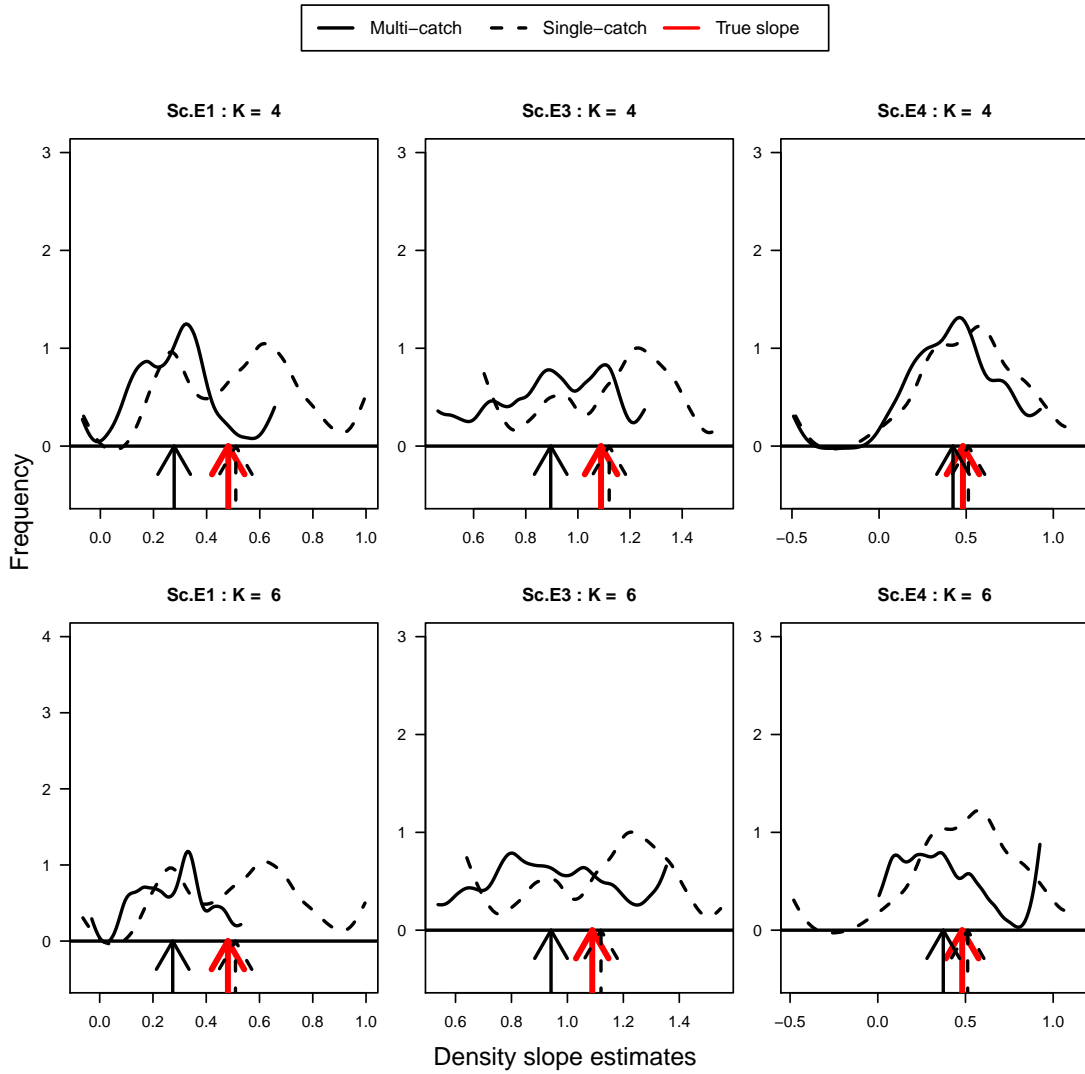 Multi−catch Single−catch True slope
Sc.E1 : K = 4
Sc.E3 : K = 4
Sc.E4 : K = 4
3 3 3
2 2 2
1 1 1
0 0 0
0.0 0.2 0.4 0.6 0.8 1.0
0.6 0.8 1.0 1.2 1.4
−0.5 0.0 0.5 1.0
Frequency
Sc.E1 : K = 6
Sc.E3 : K = 6
Sc.E4 : K = 6
4 3 3
3 2 2
2 1 1
1 0 0
0
0.0 0.2 0.4 0.6 0.8 1.0
0.6 0.8 1.0 1.2 1.4
−0.5 0.0 0.5 1.0
Density slope estimates